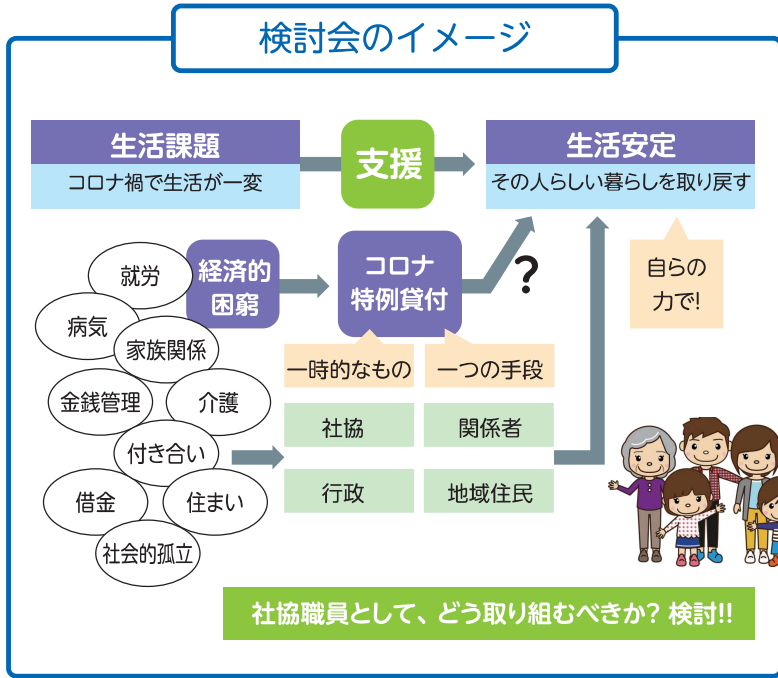 検討会のイメージ
生活課題
コロナ禍で生活が一変
支援
生活安定
その人らしい暮らしを取り戻す
自らの
力で!
経済的
困窮
コロナ
特例貸付
?
一時的なもの
一つの手段
就労
病気
家族関係
金銭管理
介護
付き合い
借金
住まい
社会的孤立
社協
関係者
行政
地域住民
社協職員として、どう取り組むべきか? 検討!!